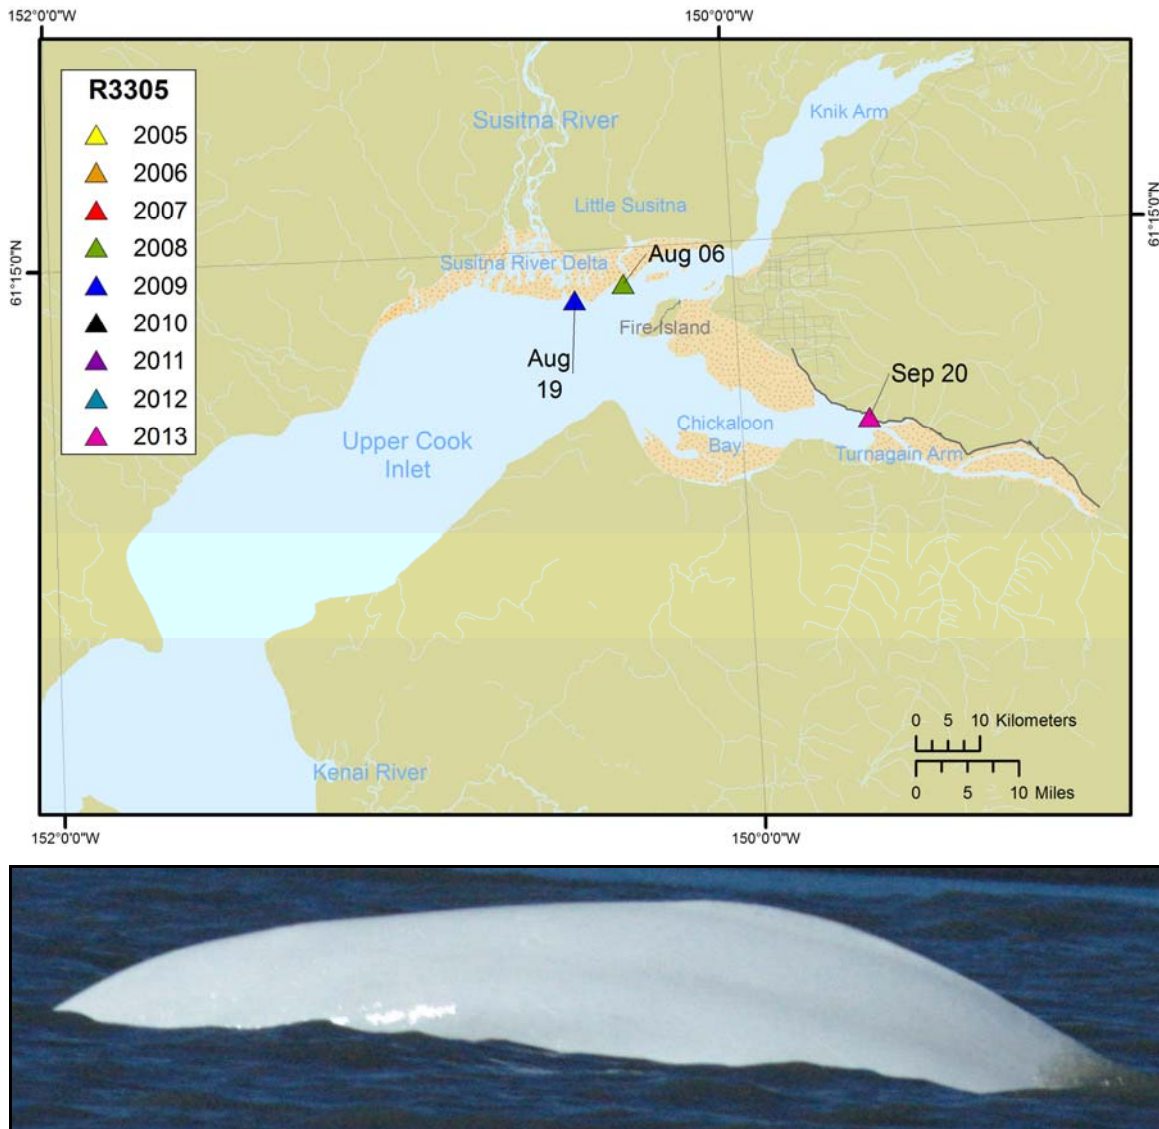 152°0'0"W
150°0'0"W
R3305
2005
2006
2007
2008
2009
2010
2011
2012
2013
Susitna River
Knik Arm
Little Susitna
61°15'0"N
61°15'0"N
Susitna River Delta
Aug 06
Fire Island
Aug
19
Sep 20
Chickaloon
Bay
Upper Cook
Inlet
Turnagain Arm
0 5 10 Kilometers
0 5 10 Miles
Kenai River
152°0'0"W
150°0'0"W